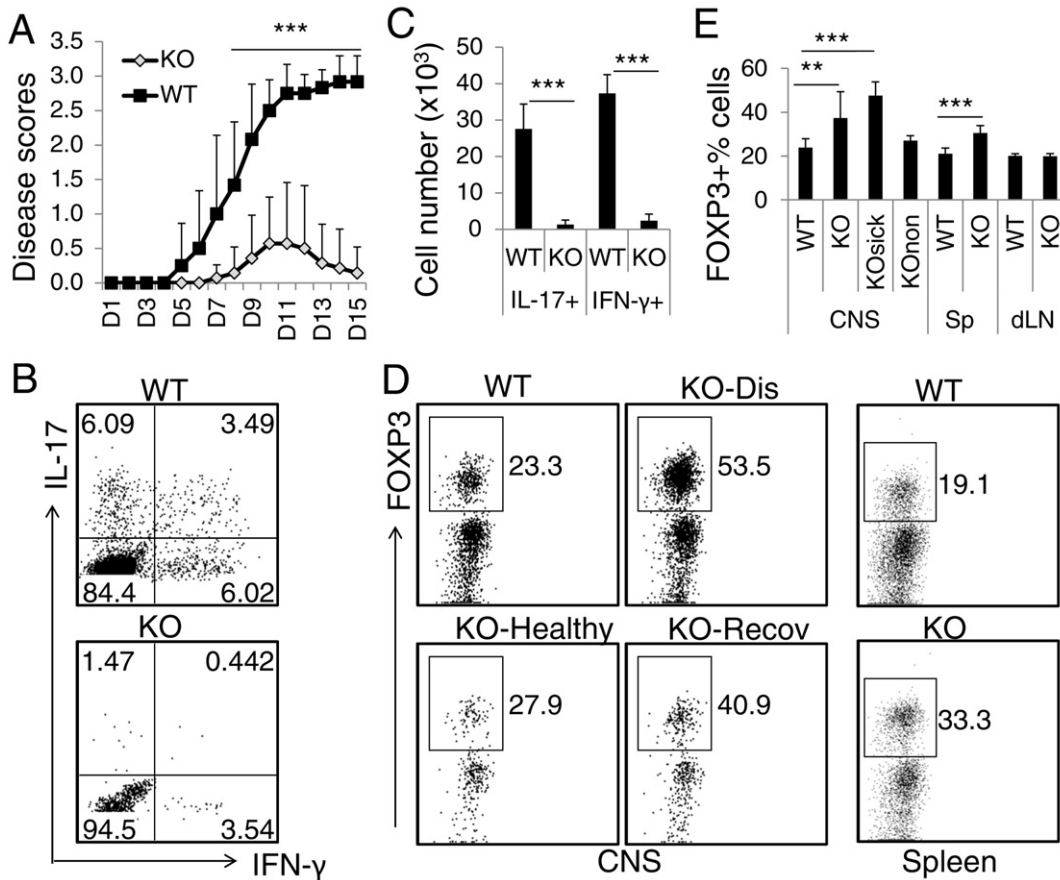 A
Disease scores
3.5
3.0
2.5
2.0
1.5
1.0
0.5
0.0
KO
WT
***
D1
D3
D5
D7
D9
D11
D13
D15
C
Cell number (x10³)
50
40
30
20
10
0
***
***
WT
KO
WT
KO
IL-17+
IFN-γ+
E
FOXP3+% cells
60
40
20
0
***
**
***
WT
KO
KOsick
KOnon
WT
KO
WT
KO
CNS
Sp
dLN
B
IL-17
WT
6.09
3.49
84.4
6.02
KO
1.47
0.442
94.5
3.54
IFN-γ
D
FOXP3
WT
23.3
KO-Dis
53.5
WT
19.1
KO-Healthy
27.9
KO-Recov
40.9
KO
33.3
CNS
Spleen